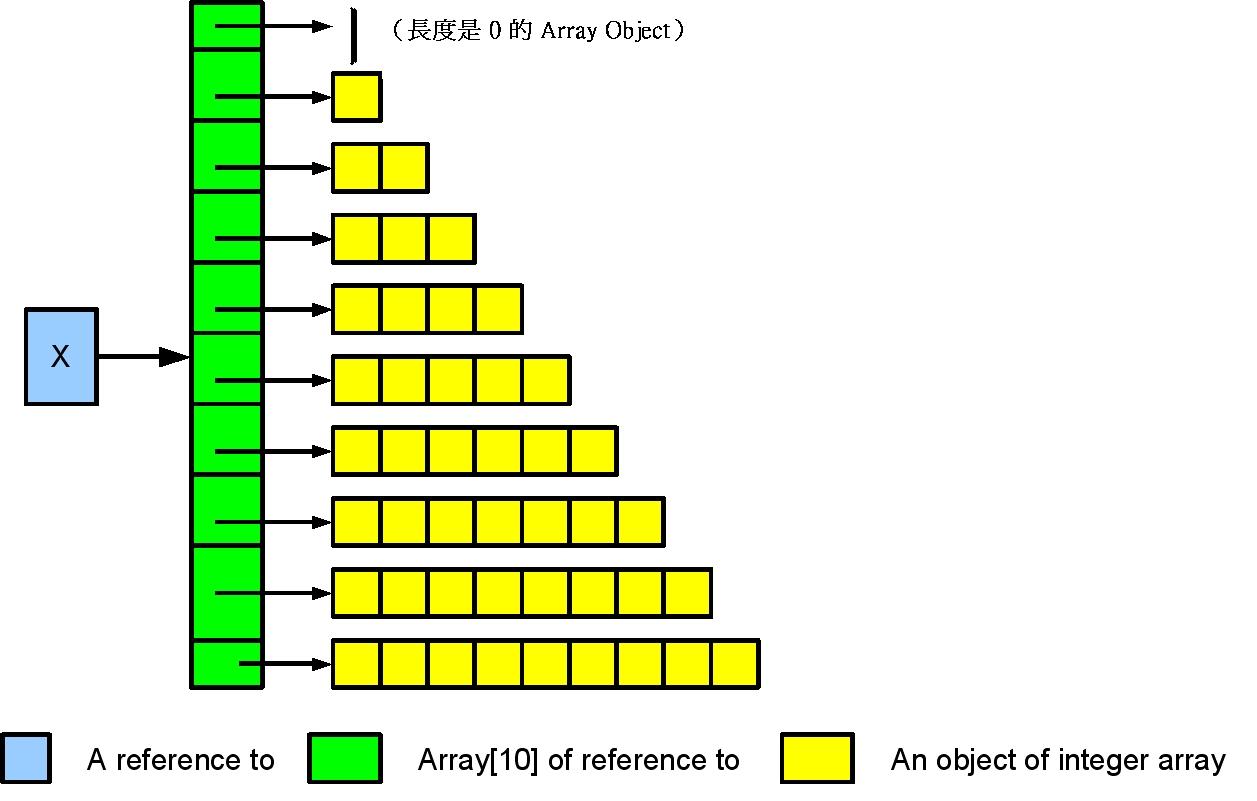 （長度是 0 的 Array Object）
X
A reference to
Array[10] of reference to
An object of integer array